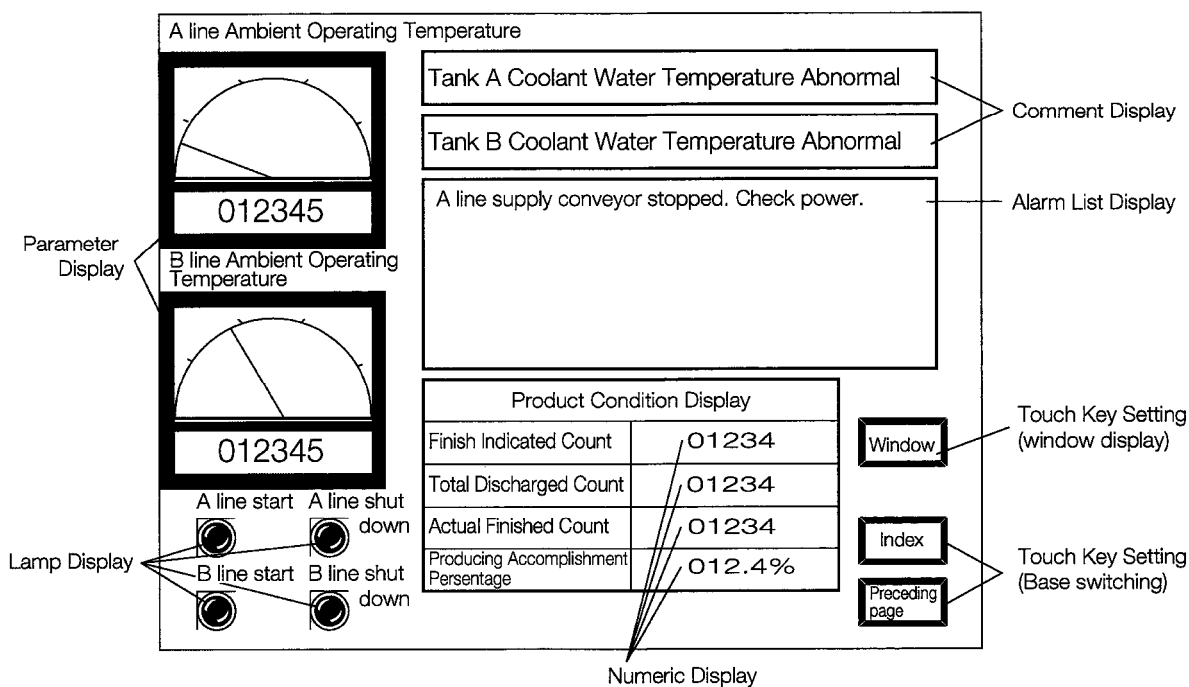 A line Ambient Operating Temperature
012345
Parameter
Display
B line Ambient Operating
Temperature
012345
A line start
A line shut
down
B line start
B line shut
down
Lamp Display
Tank A Coolant Water Temperature Abnormal
Tank B Coolant Water Temperature Abnormal
Comment Display
A line supply conveyor stopped. Check power.
Alarm List Display
Product Condition Display
Finish Indicated Count 01234
Total Discharged Count 01234
Actual Finished Count 01234
Producing Accomplishment
Persentage
012.4%
Numeric Display
Window
Touch Key Setting
(window display)
Index
Preceding
page
Touch Key Setting
(Base switching)